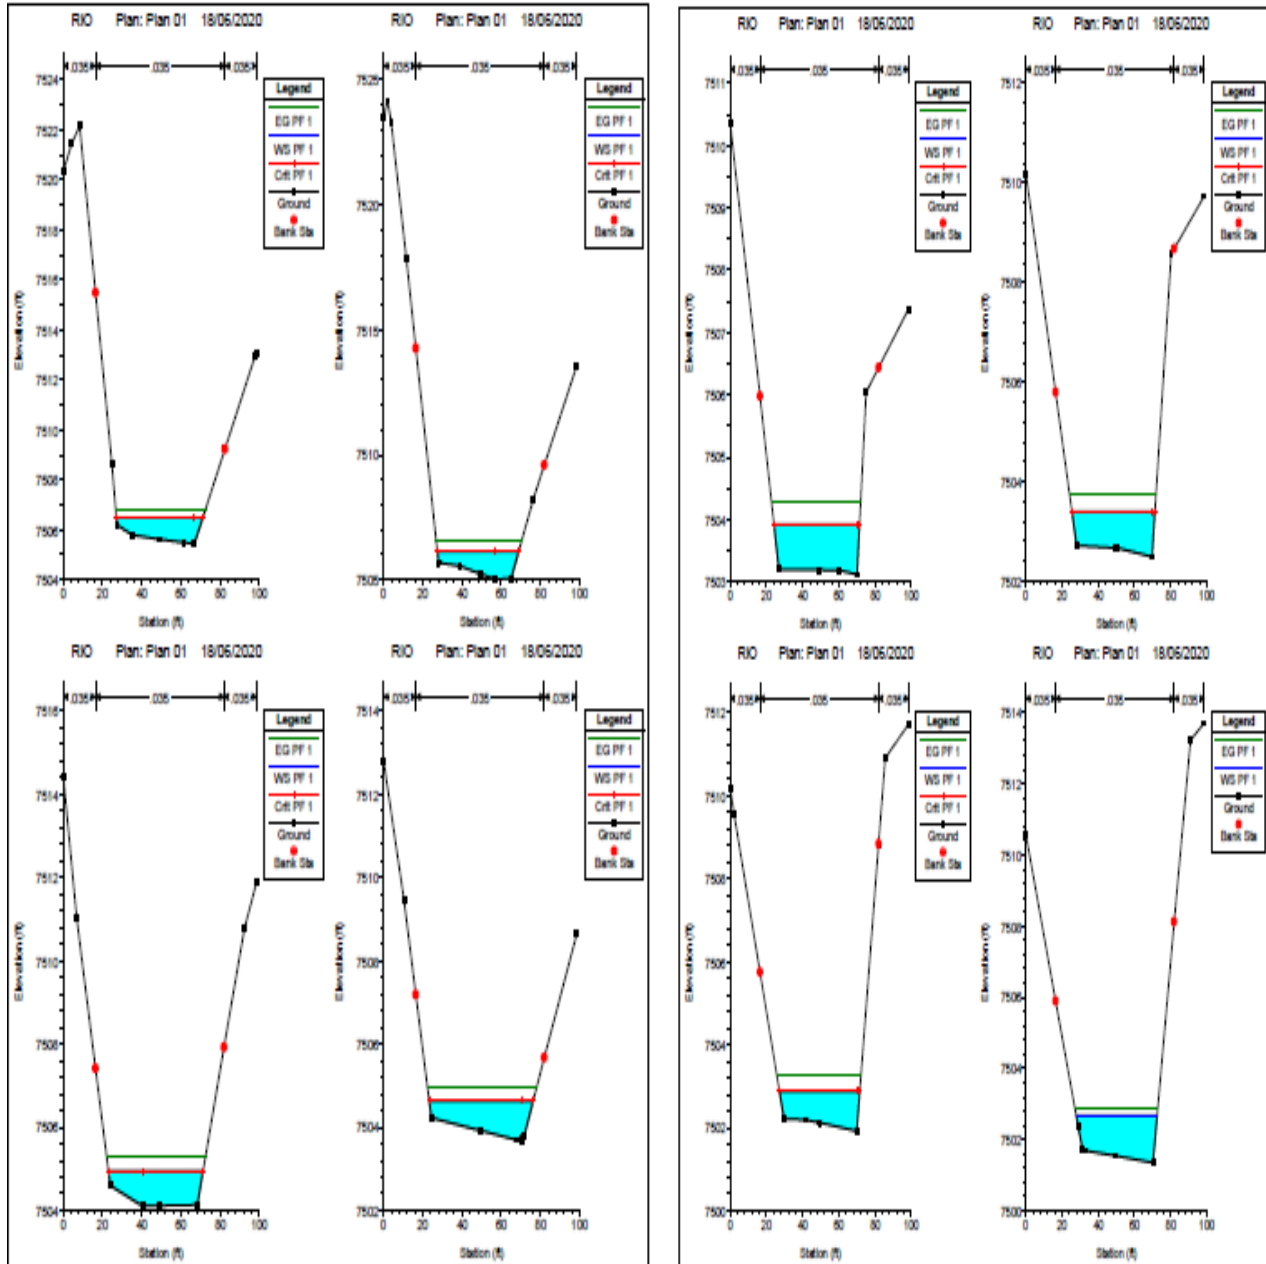 RIO Plan: Plan 01 18/06/2020
.035 .035 .035
Legend
EG PF 1
WS PF 1
Crit PF 1
Ground
Bank Sta
Elevation (ft)
7524
7522
7520
7518
7516
7514
7512
7510
7508
7506
7504
0 20 40 60 80 100
Station (ft)
RIO Plan: Plan 01 18/06/2020
.035 .035 .035
Legend
EG PF 1
WS PF 1
Crit PF 1
Ground
Bank Sta
Elevation (ft)
7520
7515
7510
0 20 40 60 80 100
Station (ft)
RIO Plan: Plan 01 18/06/2020
.035 .035 .035
Legend
EG PF 1
WS PF 1
Crit PF 1
Ground
Bank Sta
Elevation (ft)
7511
7510
7509
7508
7507
7506
7505
7504
7503
0 20 40 60 80 100
Station (ft)
RIO Plan: Plan 01 18/06/2020
.035 .035 .035
Legend
EG PF 1
WS PF 1
Crit PF 1
Ground
Bank Sta
Elevation (ft)
7512
7510
7508
7506
7504
7502
0 20 40 60 80 100
Station (ft)
RIO Plan: Plan 01 18/06/2020
.035 .035 .035
Legend
EG PF 1
WS PF 1
Crit PF 1
Ground
Bank Sta
Elevation (ft)
7516
7514
7512
7510
7508
7506
7504
0 20 40 60 80 100
Station (ft)
RIO Plan: Plan 01 18/06/2020
.035 .035 .035
Elevation (ft)
7514
7512
7510
7508
7506
7504
7502
0 20 40 60 80 100
Station (ft)
Legend
EG PF 1
WS PF 1
Crit PF 1
Ground
Bank Sta
RIO Plan: Plan 01 18/06/2020
.035 .035 .035
Legend
EG PF 1
WS PF 1
Crit PF 1
Ground
Bank Sta
Elevation (ft)
7512
7510
7508
7506
7504
7502
7500
0 20 40 60 80 100
Station (ft)
RIO Plan: Plan 01 18/06/2020
.035 .035 .035
Legend
EG PF 1
WS PF 1
Ground
Bank Sta
Elevation (ft)
7514
7512
7510
7508
7506
7504
7502
7500
0 20 40 60 80 100
Station (ft)